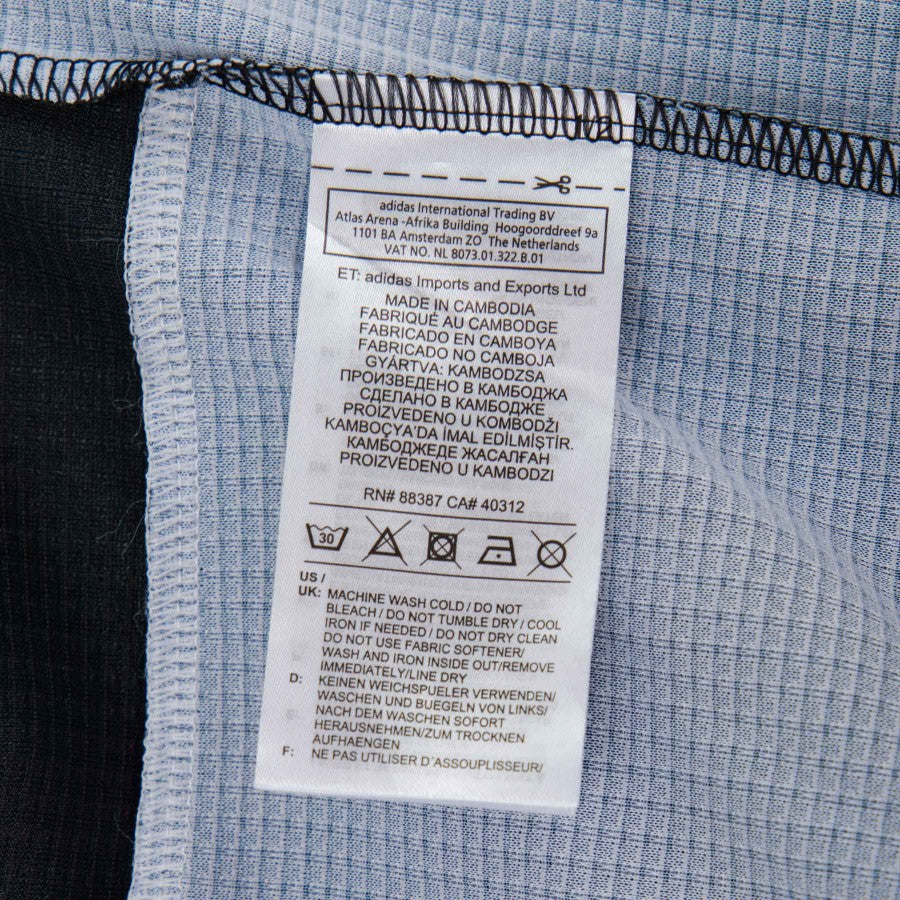 1/2
adidas International Trading BV
Atlas Arena -Afrika Building Hoogoorddreef 9a
1101 BA Amsterdam ZO The Netherlands
VAT NO. NL 8073.01.322.B.01
ET: adidas Imports and Exports Ltd
MADE IN CAMBODIA
FABRIQUÉ AU CAMBODGE
FABRICADO EN CAMBOYA
FABRICADO NO CAMBOJA
GYÁRTVA: KAMBODZSA
ПРОИЗВЕДЕНО В КАМБОДЖА
СДЕЛАНО В КАМБОДЖЕ
PROIZVEDENO U KOMBODŽI
KAMBOÇYA'DA IMAL EDİLMİŞTİR.
КАМБОДЖЕДЕ ЖАСАЛҒАН
PROIZVEDENO U KAMBODZI
RN# 88387 CA# 40312
30
US /
UK: MACHINE WASH COLD / DO NOT
BLEACH / DO NOT TUMBLE DRY / COOL
IRON IF NEEDED / DO NOT DRY CLEAN
DO NOT USE FABRIC SOFTENER/
WASH AND IRON INSIDE OUT/REMOVE
IMMEDIATELY/LINE DRY
D: KEINEN WEICHSPUELER VERWENDEN/
WASCHEN UND BUEGELN VON LINKS/
NACH DEM WASCHEN SOFORT
HERAUSNEHMEN/ZUM TROCKNEN
AUFHAENGEN
F: NE PAS UTILISER D'ASSOUPLISSEUR/